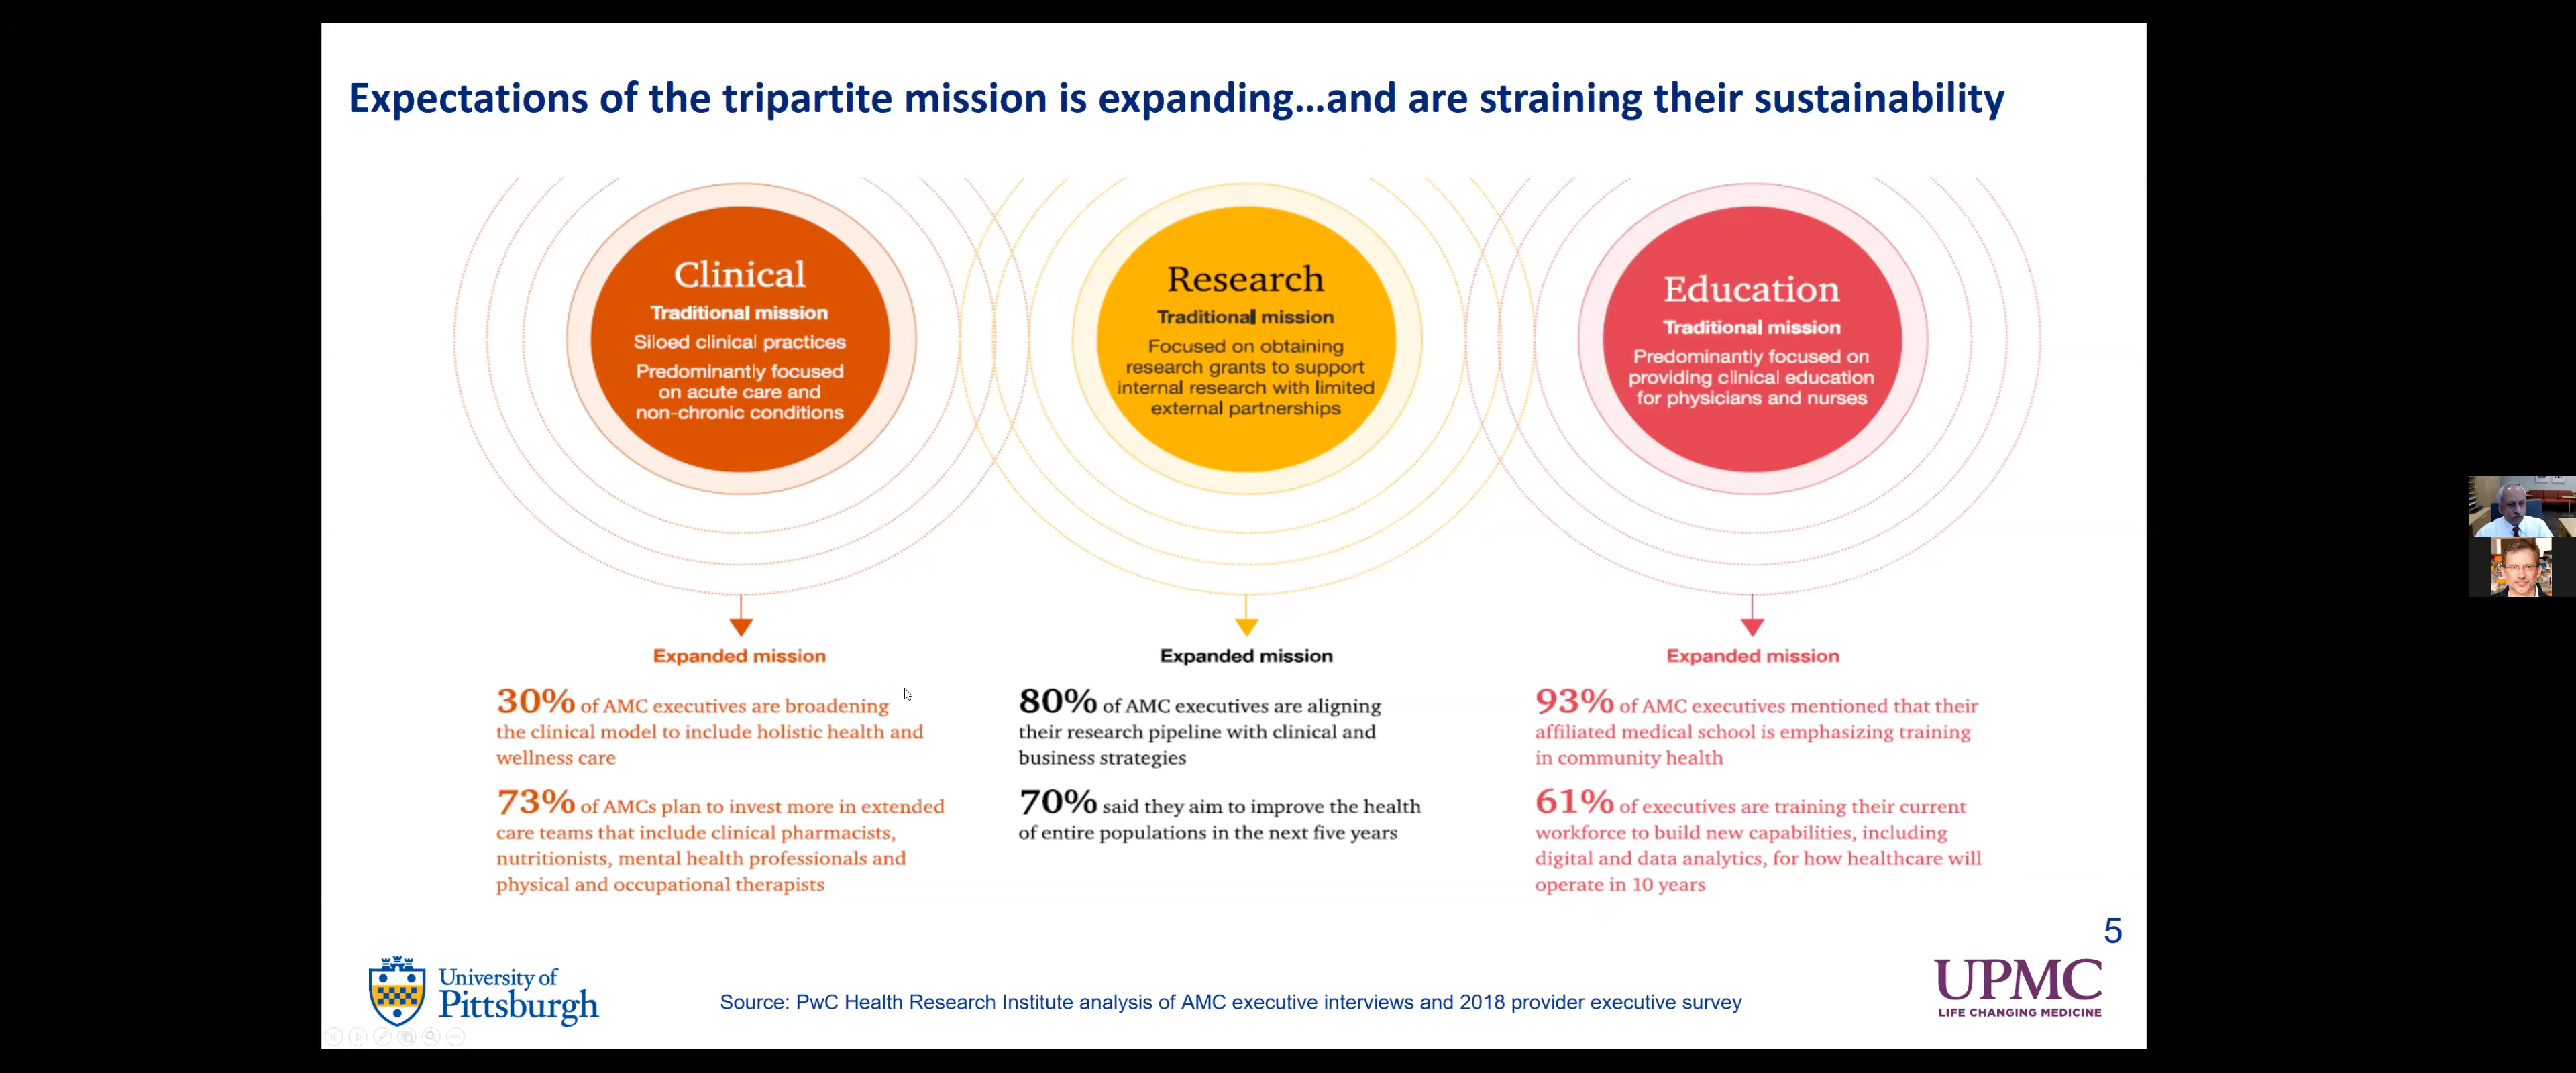 Expectations of the tripartite mission is expanding...and are straining their sustainability
Clinical
Traditional mission
Siloed clinical practices
Predominantly focused
on acute care and
non-chronic conditions
Research
Traditional mission
Focused on obtaining
research grants to support
internal research with limited
external partnerships
Education
Traditional mission
Predominantly focused on
providing clinical education
for physicians and nurses
Expanded mission
30% of AMC executives are broadening
the clinical model to include holistic health and
wellness care
73% of AMCs plan to invest more in extended
care teams that include clinical pharmacists,
nutritionists, mental health professionals and
physical and occupational therapists
Expanded mission
80% of AMC executives are aligning
their research pipeline with clinical and
business strategies
70% said they aim to improve the health
of entire populations in the next five years
Expanded mission
93% of AMC executives mentioned that their
affiliated medical school is emphasizing training
in community health
61% of executives are training their current
workforce to build new capabilities, including
digital and data analytics, for how healthcare will
operate in 10 years
5
University of
Pittsburgh
Source: PwC Health Research Institute analysis of AMC executive interviews and 2018 provider executive survey
UPMC
LIFE CHANGING MEDICINE